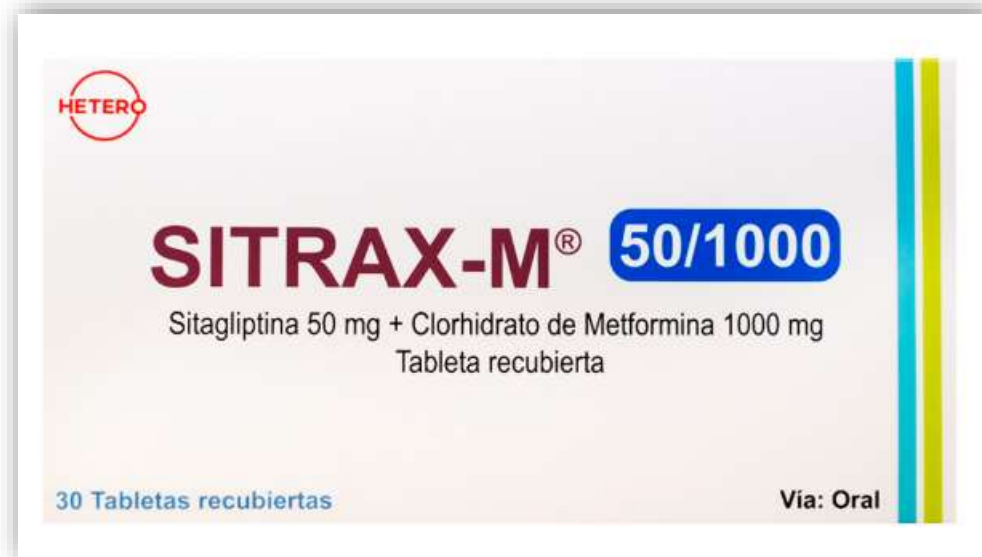 HETERO
SITRAX-M® 50/1000
Sitagliptina 50 mg + Clorhidrato de Metformina 1000 mg
Tableta recubierta
30 Tabletas recubiertas
Vía: Oral